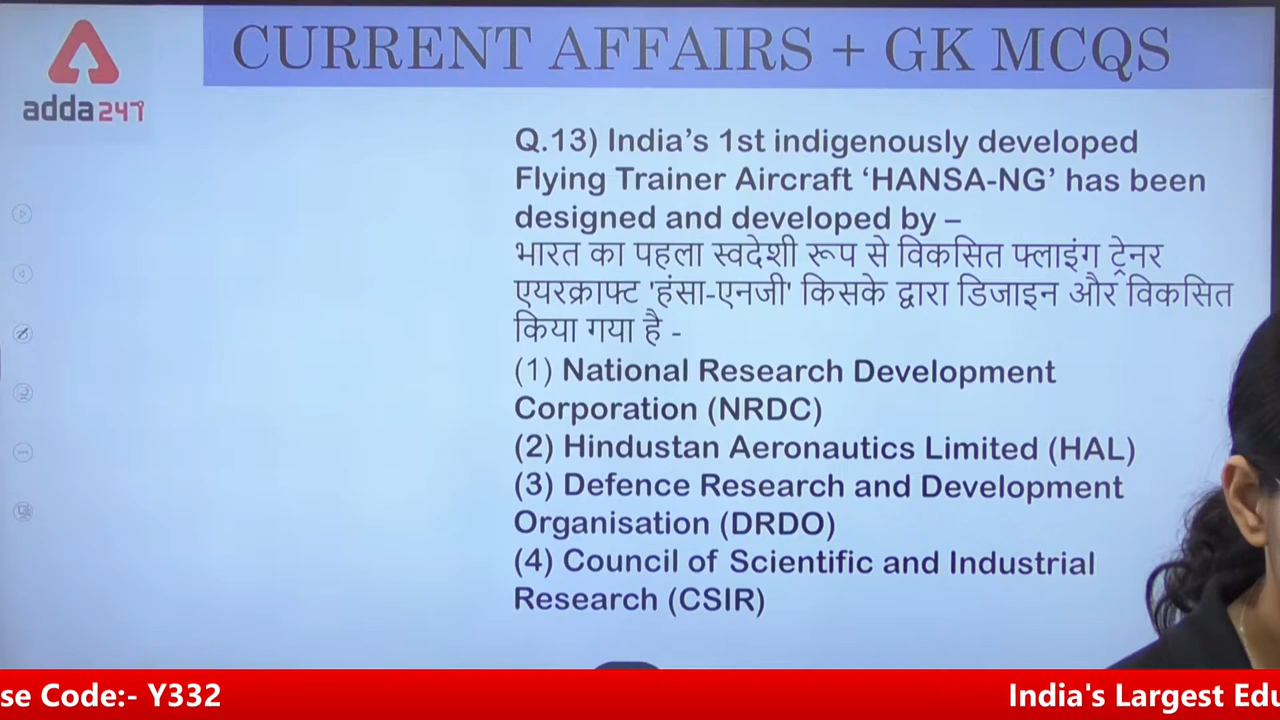 CURRENT AFFAIRS + GK MCQS
adda247
Q.13) India's 1st indigenously developed
Flying Trainer Aircraft ‘HANSA-NG’ has been
designed and developed by –
भारत का पहला स्वदेशी रूप से विकसित फ्लाइंग ट्रेनर
एयरक्राफ्ट 'हंसा-एनजी' किसके द्वारा डिजाइन और विकसित
किया गया है -
(1) National Research Development
Corporation (NRDC)
(2) Hindustan Aeronautics Limited (HAL)
(3) Defence Research and Development
Organisation (DRDO)
(4) Council of Scientific and Industrial
Research (CSIR)
se Code:- Y332
India's Largest Edu